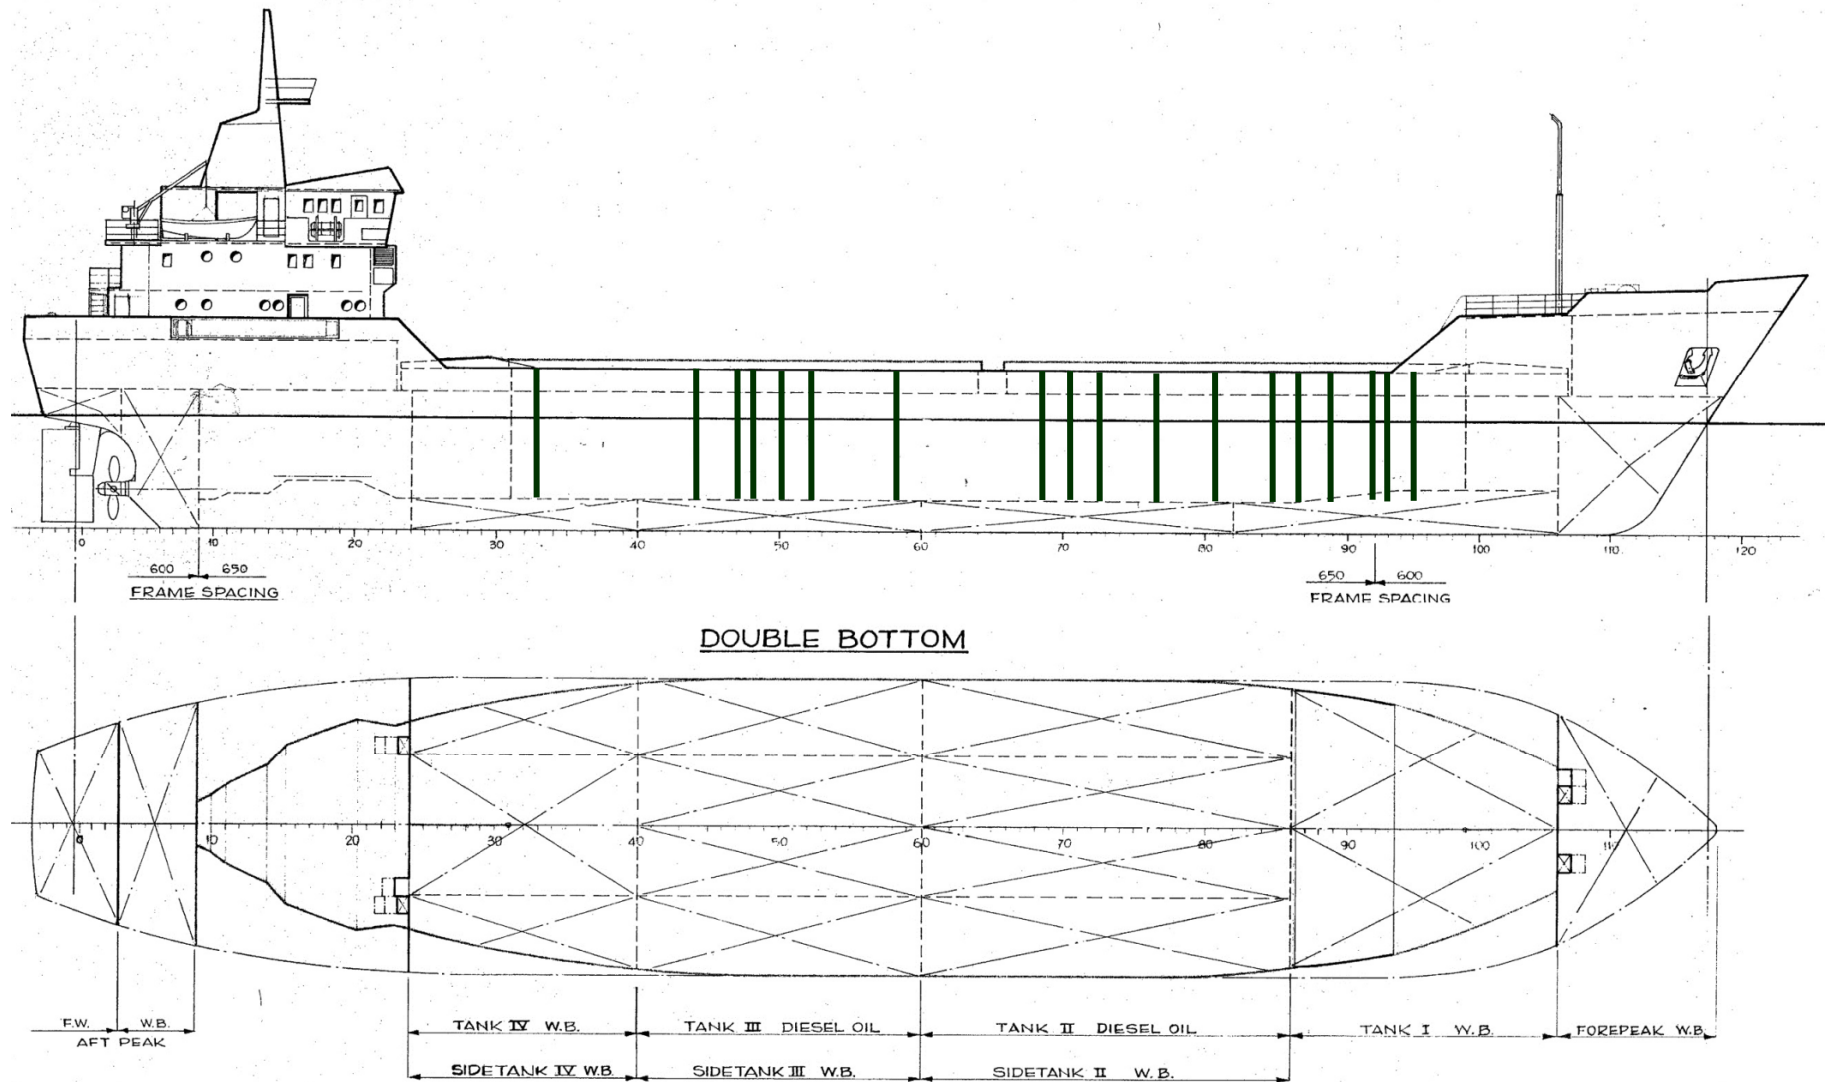 0 10 20 30 40 50 60 70 80 90 100 110 120
600 650
FRAME SPACING
650 600
FRAME SPACING
DOUBLE BOTTOM
0 10 20 30 40 50 60 70 80 90 100 110
F.W. W.B.
AFT PEAK
TANK IV W.B. TANK III DIESEL OIL TANK II DIESEL OIL TANK I W.B. FOREPEAK W.B.
SIDETANK IV W.B. SIDETANK III W.B. SIDETANK II W.B.